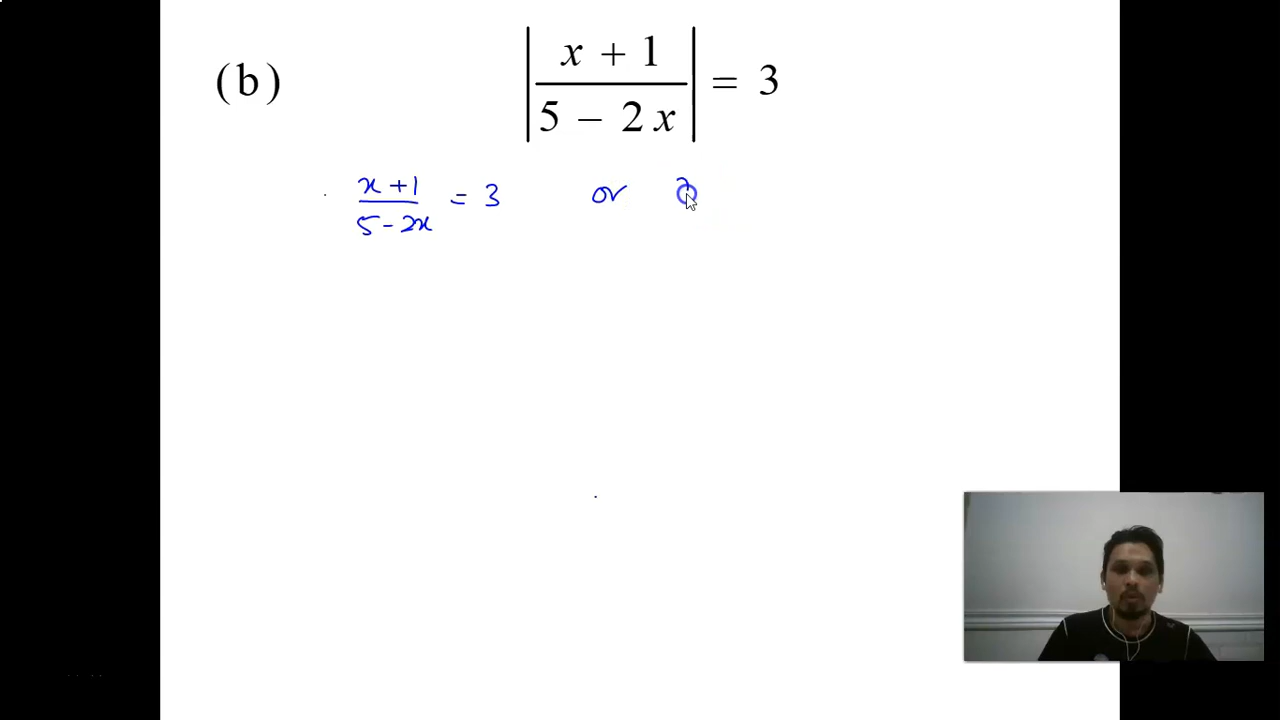 (b) |x + 1 / 5 − 2x| = 3
x+1 / 5−2x = 3 or